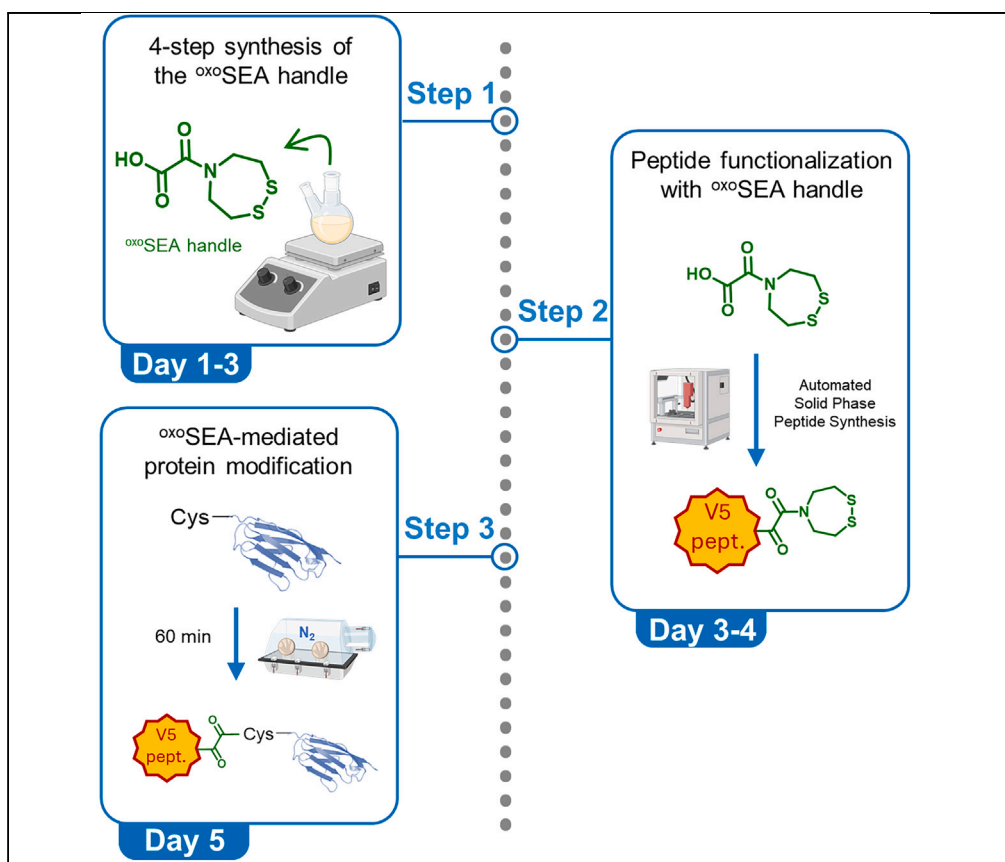 4-step synthesis of
the oxoSEA handle
Step 1
O
HO
N
O
S
S
oxoSEA handle
Day 1-3
Peptide functionalization
with oxoSEA handle
Step 2
O
HO
N
O
S
S
Automated
Solid Phase
Peptide Synthesis
V5
pept.
O
N
O
S
S
Day 3-4
oxoSEA-mediated
protein modification
Cys
Step 3
60 min
N2
V5
pept.
O
Cys
O
Day 5